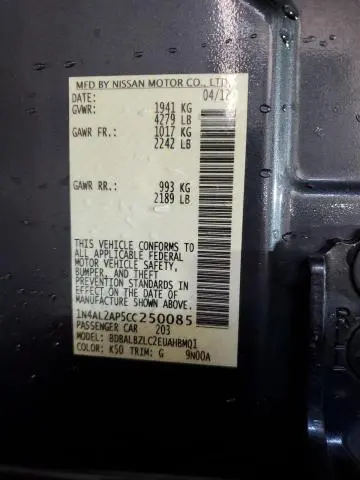 MFD BY NISSAN MOTOR CO., LTD.
DATE: 04/12
GVWR: 1941 KG
4279 LB
GAWR FR.: 1017 KG
2242 LB
GAWR RR.: 993 KG
2189 LB
THIS VEHICLE CONFORMS TO
ALL APPLICABLE FEDERAL
MOTOR VEHICLE SAFETY,
BUMPER, AND THEFT
PREVENTION STANDARDS IN
EFFECT ON THE DATE OF
MANUFACTURE SHOWN
ABOVE.
1N4AL2AP5CC250085
PASSENGER CAR 203
MODEL: BDBALBZLC2EUAHBMQI
COLOR: K50 TRIM: G 9N00A